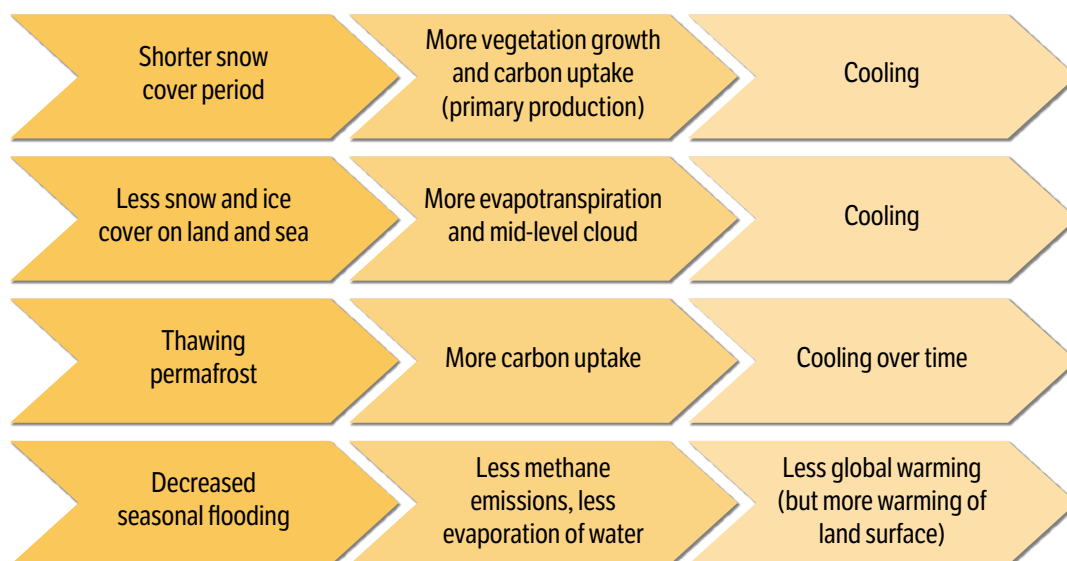 Shorter snow
cover period
More vegetation growth
and carbon uptake
(primary production)
Cooling
Less snow and ice
cover on land and sea
More evapotranspiration
and mid-level cloud
Cooling
Thawing
permafrost
More carbon uptake
Cooling over time
Decreased
seasonal flooding
Less methane
emissions, less
evaporation of water
Less global warming
(but more warming of
land surface)